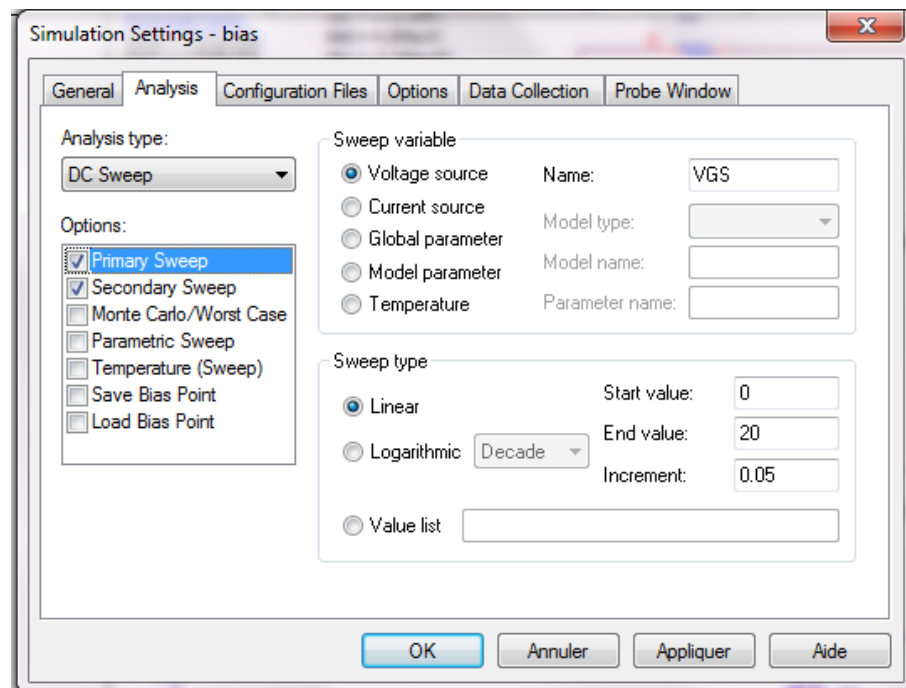 Simulation Settings - bias
General Analysis Configuration Files Options Data Collection Probe Window
Analysis type:
DC Sweep
Options:
Primary Sweep
Secondary Sweep
Monte Carlo/Worst Case
Parametric Sweep
Temperature (Sweep)
Save Bias Point
Load Bias Point
Sweep variable
Voltage source
Current source
Global parameter
Model parameter
Temperature
Name: VGS
Model type:
Model name:
Parameter name:
Sweep type
Linear
Logarithmic Decade
Value list
Start value: 0
End value: 20
Increment: 0.05
OK Annuler Appliquer Aide